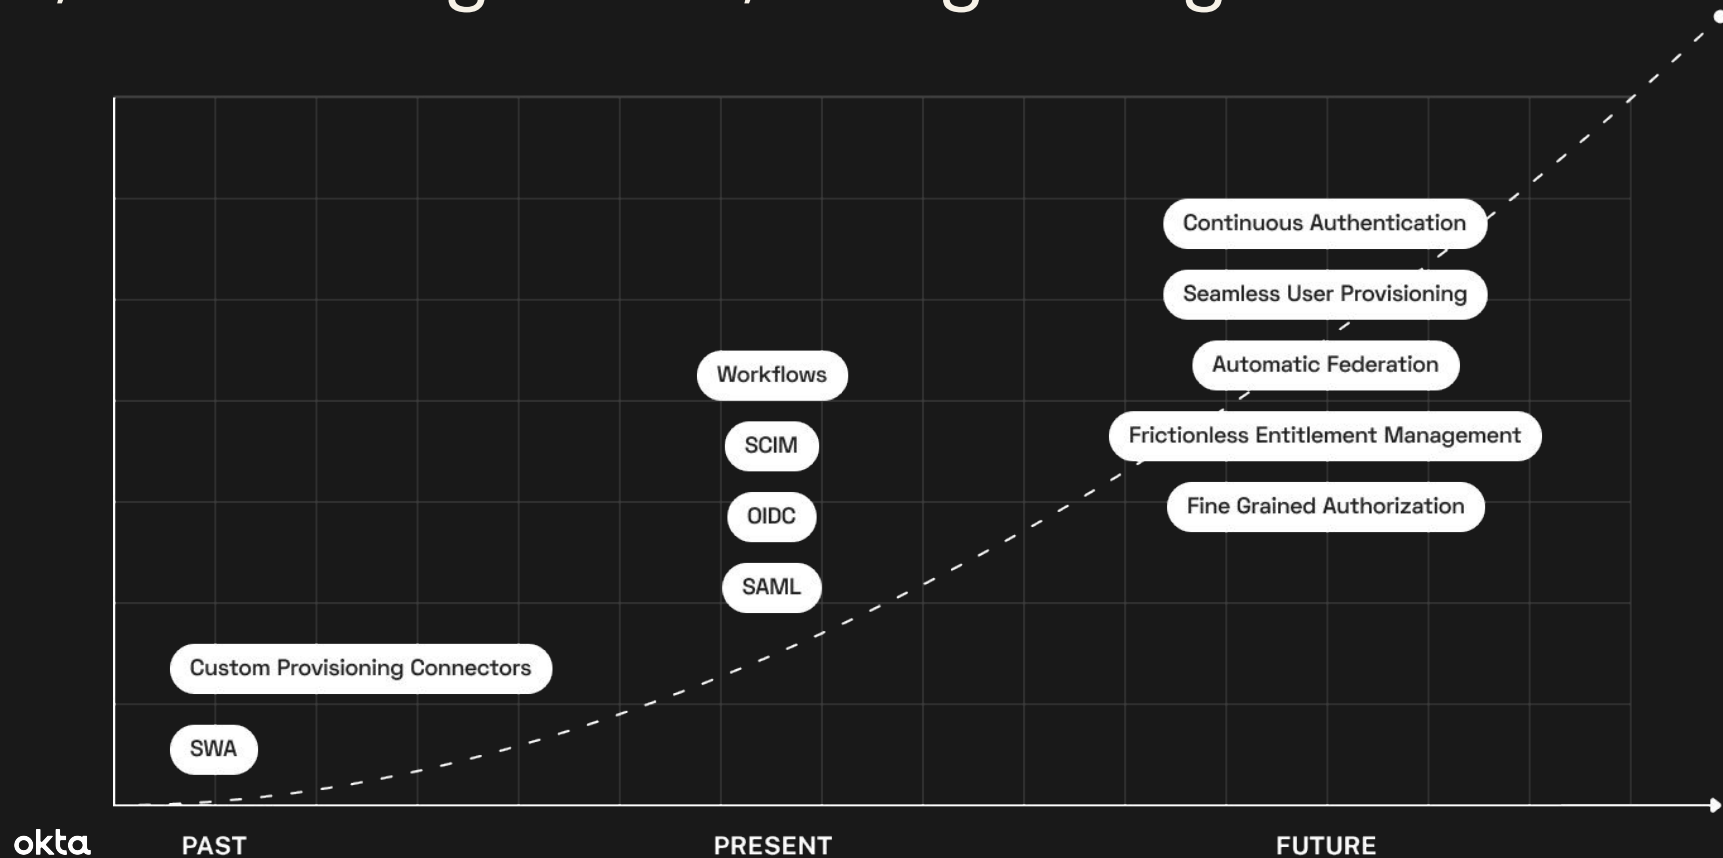 Continuous Authentication
Seamless User Provisioning
Workflows
Automatic Federation
SCIM
Frictionless Entitlement Management
OIDC
Fine Grained Authorization
SAML
Custom Provisioning Connectors
SWA
okta
PAST
PRESENT
FUTURE